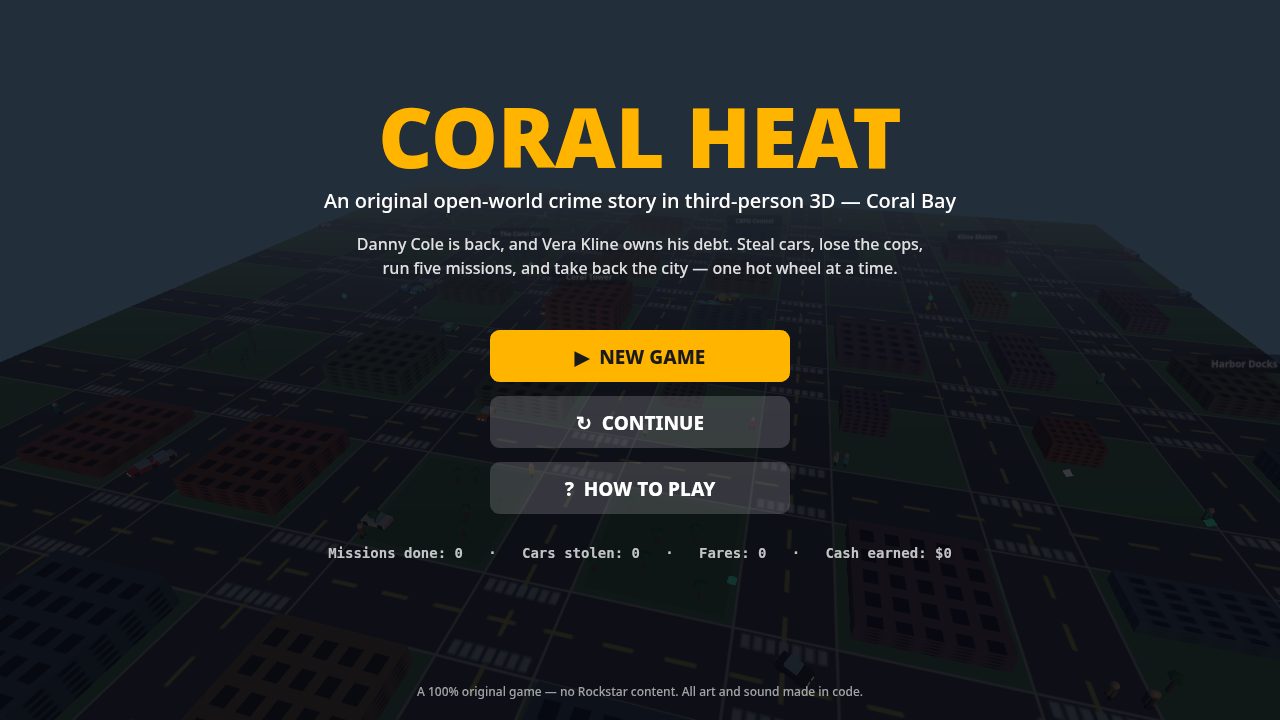 CORAL HEAT
An original open-world crime story in third-person 3D — Coral Bay
Danny Cole is back, and Vera Kline owns his debt. Steal cars, lose the cops,
run five missions, and take back the city — one hot wheel at a time.
▶ NEW GAME
↻ CONTINUE
? HOW TO PLAY
Harbor Docks
Kline Motors
Missions done: 0 · Cars stolen: 0 · Fares: 0 · Cash earned: $0
A 100% original game — no Rockstar content. All art and sound made in code.